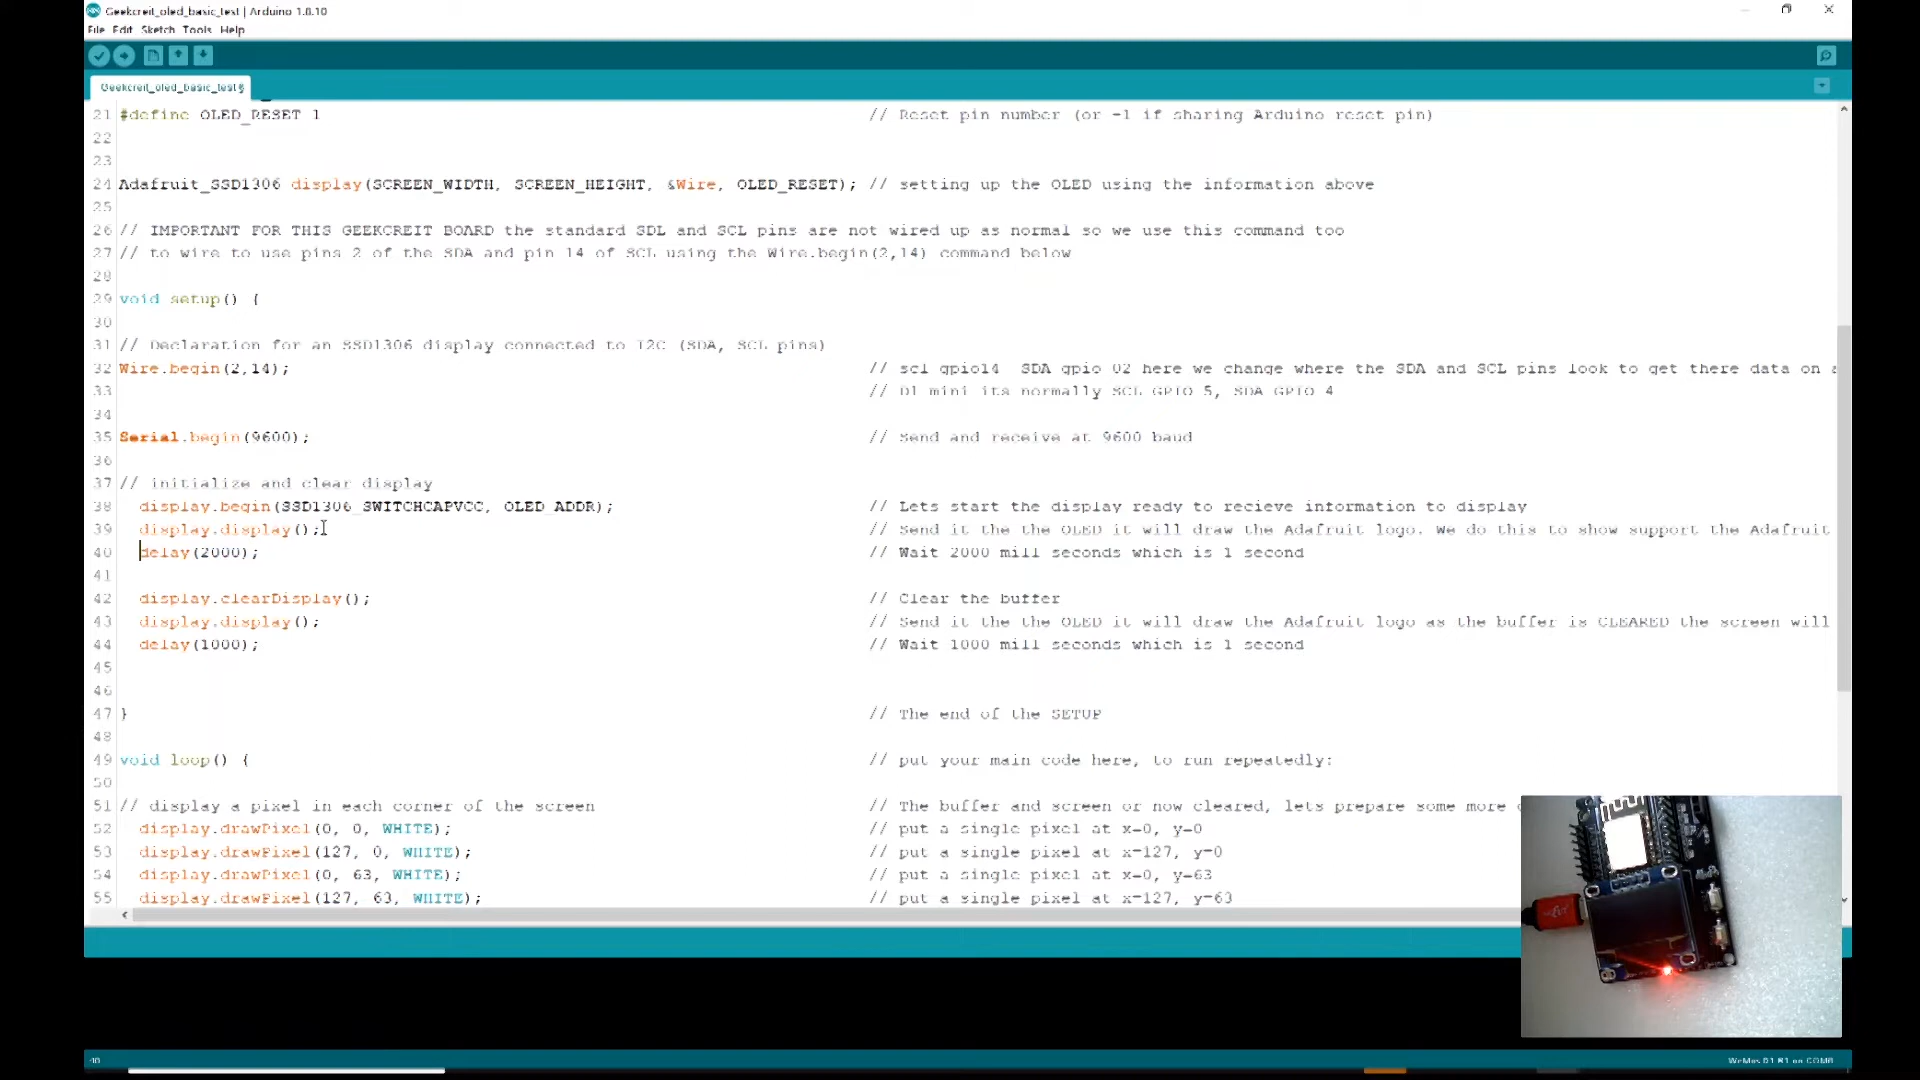 Geekcreit_oled_basic_test | Arduino 1.8.10
File Edit Sketch Tools Help
Geekcreit_oled_basic_test §
21 #define OLED_RESET 1 // Reset pin number (or -1 if sharing Arduino reset pin)
22
23
24 Adafruit_SSD1306 display(SCREEN_WIDTH, SCREEN_HEIGHT, &Wire, OLED_RESET); // setting up the OLED using the information above
25
26 // IMPORTANT FOR THIS GEEKCREIT BOARD the standard SDL and SCL pins are not wired up as normal so we use this command too
27 // to wire to use pins 2 of the SDA and pin 14 of SCL using the Wire.begin(2,14) command below
28
29 void setup() {
30
31 // Declaration for an SSD1306 display connected to I2C (SDA, SCL pins)
32 Wire.begin(2,14); // scl gpio14 SDA gpio 02 here we change where the SDA and SCL pins look to get there data on a
33 // D1 mini its normally SCL GPIO 5, SDA GPIO 4
34
35 Serial.begin(9600); // Send and receive at 9600 baud
36
37 // initialize and clear display
38 display.begin(SSD1306_SWITCHCAPVCC, OLED_ADDR); // Lets start the display ready to recieve information to display
39 display.display(); // Send it the the OLED it will draw the Adafruit logo. We do this to show support the Adafruit
40 delay(2000); // Wait 2000 mill seconds which is 1 second
41
42 display.clearDisplay(); // Clear the buffer
43 display.display(); // Send it the the OLED it will draw the Adafruit logo as the buffer is CLEARED the screen will
44 delay(1000); // Wait 1000 mill seconds which is 1 second
45
46
47 } // The end of the SETUP
48
49 void loop() { // put your main code here, to run repeatedly:
50
51 // display a pixel in each corner of the screen // The buffer and screen or now cleared, lets prepare some more
52 display.drawPixel(0, 0, WHITE); // put a single pixel at x=0, y=0
53 display.drawPixel(127, 0, WHITE); // put a single pixel at x=127, y=0
54 display.drawPixel(0, 63, WHITE); // put a single pixel at x=0, y=63
55 display.drawPixel(127, 63, WHITE); // put a single pixel at x=127, y=63
40 WeMos D1 R1 on COM8